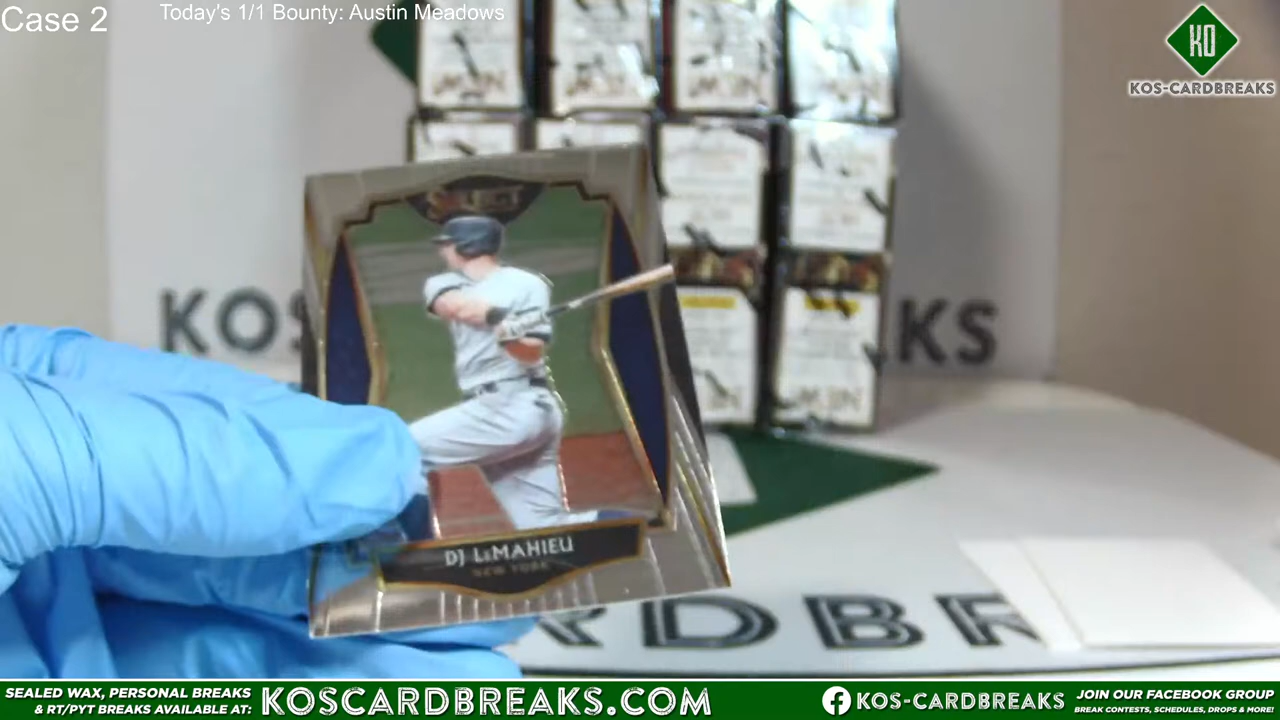 Case 2
Today's 1/1 Bounty: Austin Meadows
KO
KOS-CARDBREAKS
SELECT
DJ LeMAHIEU
NEW YORK
KOS
KS
RDBR
SEALED WAX, PERSONAL BREAKS
& RT/PYT BREAKS AVAILABLE AT:
KOSCARDBREAKS.COM
KOS-CARDBREAKS
JOIN OUR FACEBOOK GROUP
BREAK CONTESTS, SCHEDULES, DROPS & MORE!